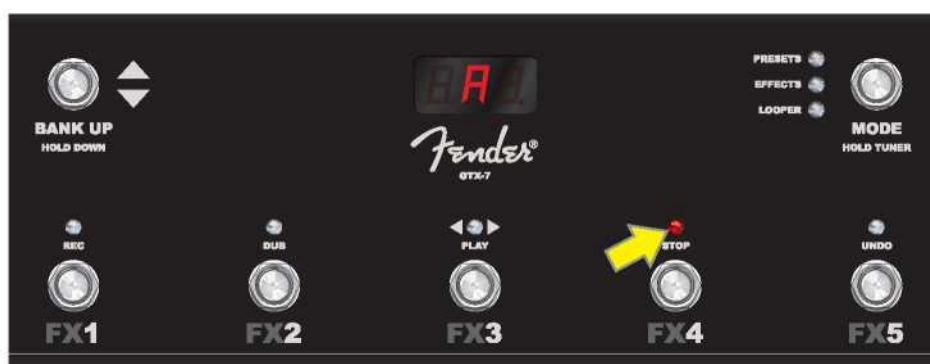 BANK UP
HOLD DOWN
A
Fender®
GTX-7
PRESETS
EFFECTS
LOOPER
MODE
HOLD TUNER
REC
DUB
PLAY
STOP
UNDO
FX1
FX2
FX3
FX4
FX5